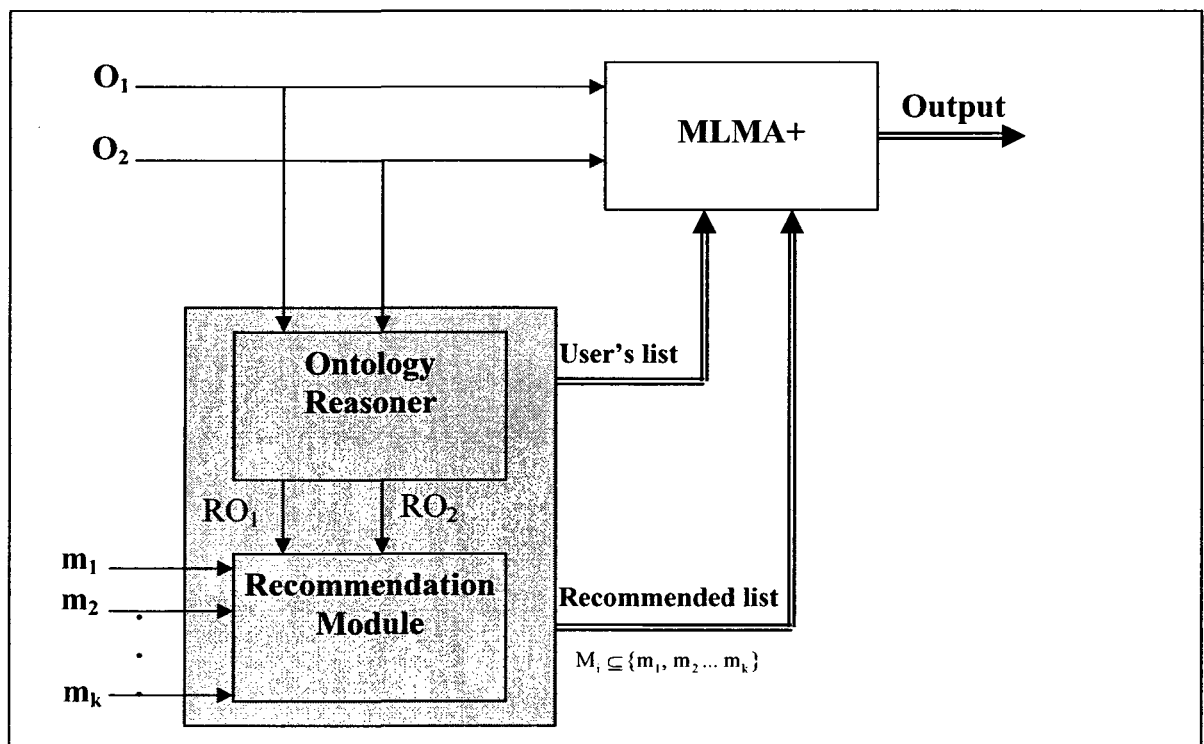 O₁
O₂
MLMA+
Output
Ontology
Reasoner
User's list
RO₁
RO₂
m₁
m₂
mₖ
Recommendation
Module
Recommended list
Mᵢ ⊆ {m₁, m₂ ... mₖ}